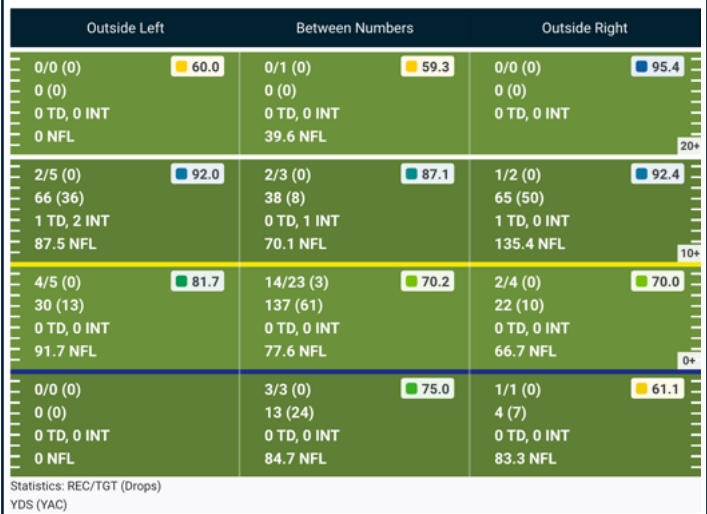 Outside Left Between Numbers Outside Right
0/0 (0) 60.0 0/1 (0) 59.3 0/0 (0) 95.4
0 (0) 0 (0) 0 (0)
0 TD, 0 INT 0 TD, 0 INT 0 TD, 0 INT
0 NFL 39.6 NFL
20+
2/5 (0) 92.0 2/3 (0) 87.1 1/2 (0) 92.4
66 (36) 38 (8) 65 (50)
1 TD, 2 INT 0 TD, 1 INT 1 TD, 0 INT
87.5 NFL 70.1 NFL 135.4 NFL
10+
4/5 (0) 81.7 14/23 (3) 70.2 2/4 (0) 70.0
30 (13) 137 (61) 22 (10)
0 TD, 0 INT 0 TD, 0 INT 0 TD, 0 INT
91.7 NFL 77.6 NFL 66.7 NFL
0+
0/0 (0) 3/3 (0) 75.0 1/1 (0) 61.1
0 (0) 13 (24) 4 (7)
0 TD, 0 INT 0 TD, 0 INT 0 TD, 0 INT
0 NFL 84.7 NFL 83.3 NFL
Statistics: REC/TGT (Drops)
YDS (YAC)